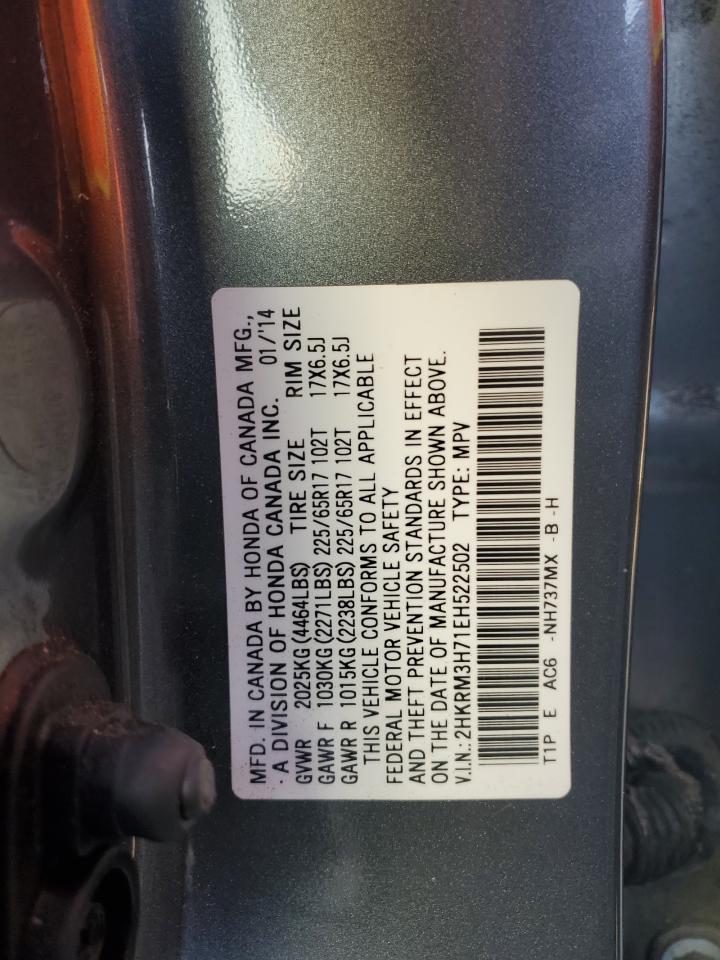 MFD. IN CANADA BY HONDA OF CANADA MFG.,
· A DIVISION OF HONDA CANADA INC. 01/'14
GVWR 2025KG (4464LBS) TIRE SIZE RIM SIZE
GAWR F 1030KG (2271LBS) 225/65R17 102T 17X6.5J
GAWR R 1015KG (2238LBS) 225/65R17 102T 17X6.5J
THIS VEHICLE CONFORMS TO ALL APPLICABLE
FEDERAL MOTOR VEHICLE SAFETY
AND THEFT PREVENTION STANDARDS IN EFFECT
ON THE DATE OF MANUFACTURE SHOWN ABOVE.
V.I.N.: 2HKRM3H71EH522502 TYPE: MPV
T1P E AC6 -NH737MX -B -H